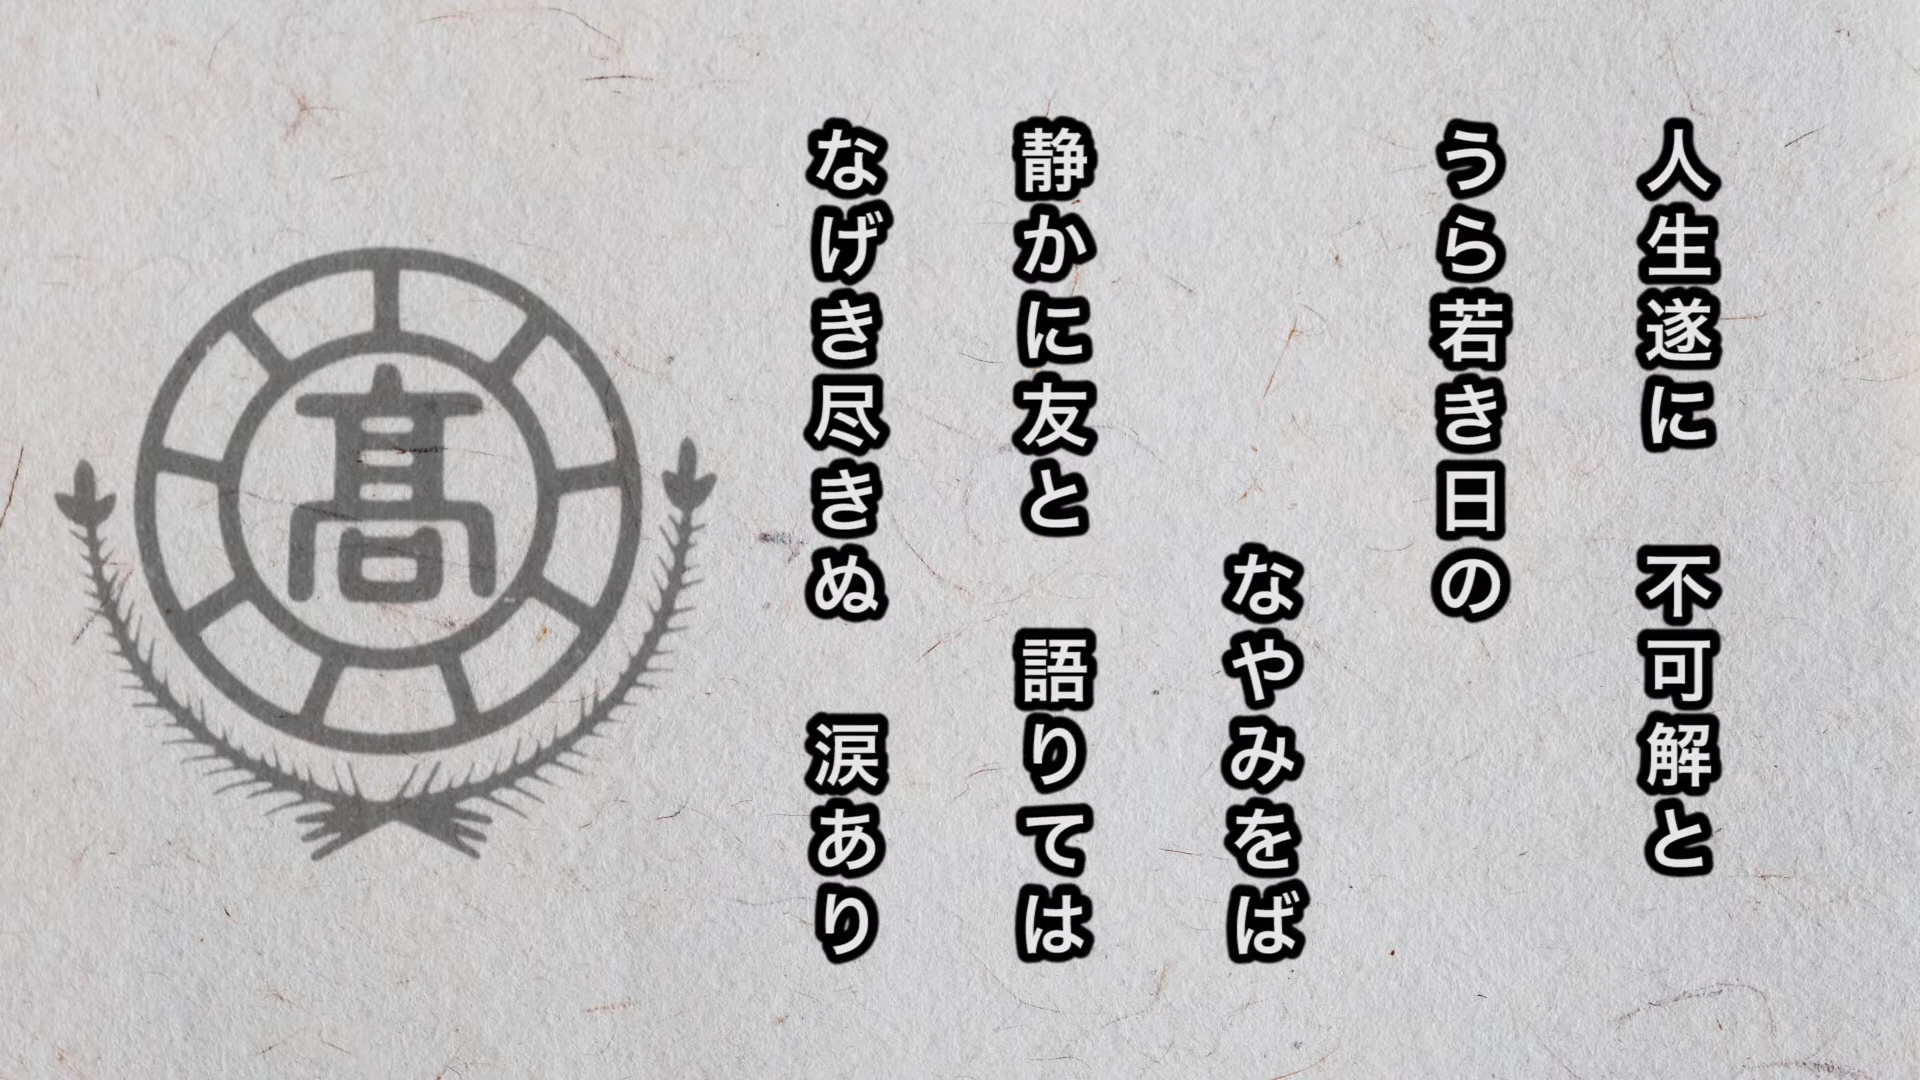 人生遂に　不可解と
うら若き日の
なやみをば
静かに友と　語りては
なげき尽きぬ　涙あり
髙